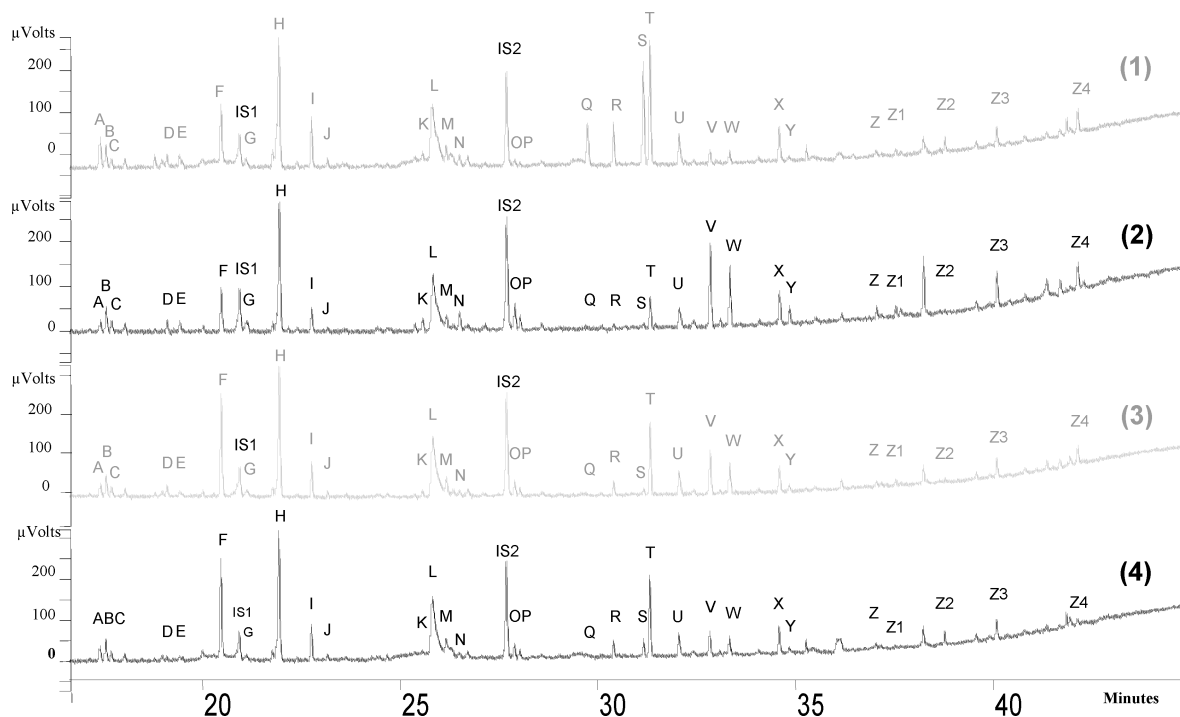 H
T
µVolts
IS2
S
200
(1)
F
L
Q R
X
Z4
100
A
IS1
I
K M
U
Z2 Z3
B
D E
V W
Y
Z Z1
C
G
J
N
OP
0
H
µVolts
IS2
V
(2)
200
L
W
F IS1
T
X
Z3
Z4
100
B
I
M
Z Z1 Z2
A C
D E
G
J
K
N
OP
Q R S
U
Y
0
H
µVolts
F
IS2
(3)
200
L
T
V
IS1
I
W
X
Z3
Z4
100
B
K M
OP
R
U
Z Z1
A C
D E
G
J
N
Q
S
Y
Z2
0
H
µVolts
F
IS2
T
(4)
200
L
I
V
X
Z2 Z3
Z4
100
ABC
IS1
K M
OP
R S U
W
Z
D E
G
J
N
Q
Y
Z1
0
20 25 30 35 40 Minutes